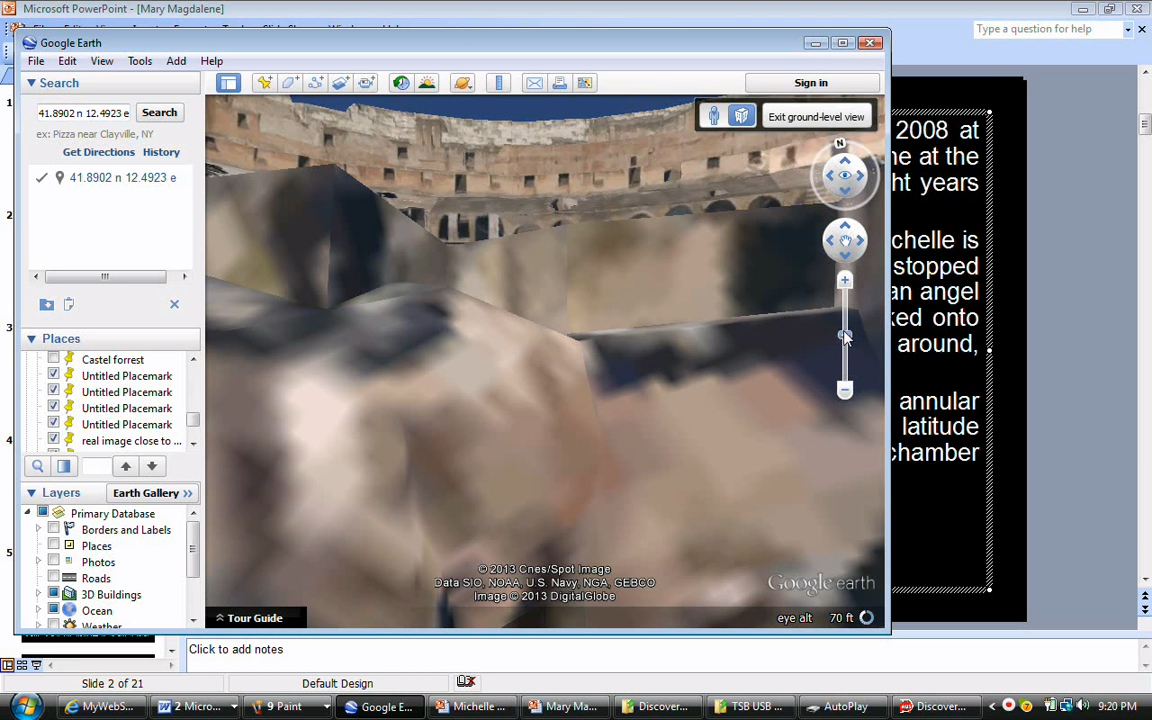 Microsoft PowerPoint - [Mary Magdalene]
Type a question for help
Google Earth
File Edit View Tools Add Help
Search
Sign in
41.8902 n 12.4923 e Search
Exit ground-level view
ex: Pizza near Clayville, NY
N
Get Directions History
41.8902 n 12.4923 e
Places
Castel forrest
Untitled Placemark
Untitled Placemark
Untitled Placemark
Untitled Placemark
real image close to ...
Layers Earth Gallery >>
Primary Database
Borders and Labels
Places
Photos
Roads
3D Buildings
Ocean
Weather
© 2013 Cnes/Spot Image
Data SIO, NOAA, U.S. Navy, NGA, GEBCO
Image © 2013 DigitalGlobe
Google earth
Tour Guide
eye alt 70 ft
1
2
3
4
5
2008 at
ne at the
ht years
chelle is
stopped
an angel
ked onto
around,
annular
latitude
chamber
Click to add notes
Slide 2 of 21 Default Design
MyWebS... 2 Micro... 9 Paint Google E... Michelle ... Mary Ma... Discover... TSB USB ... AutoPlay Discover... 9:20 PM